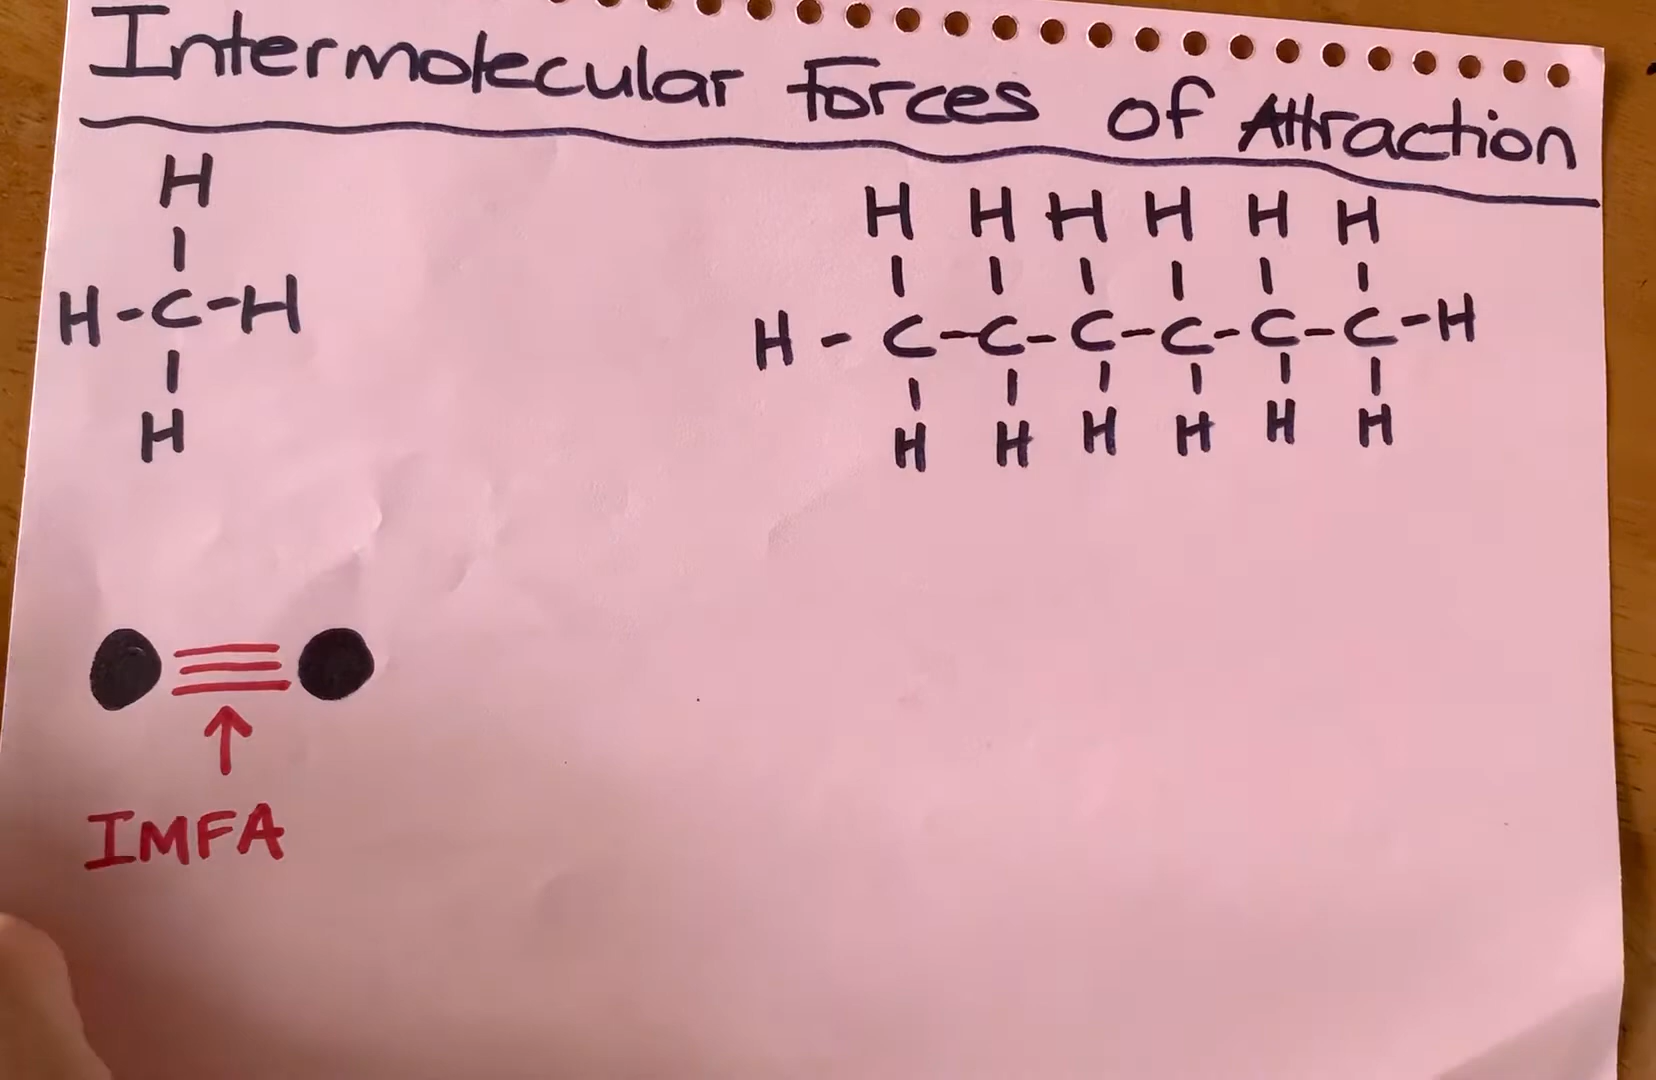 Intermolecular Forces of Attraction
H
H-C-H
H
H H H H H H
H-C-C-C-C-C-C-H
H H H H H H
IMFA